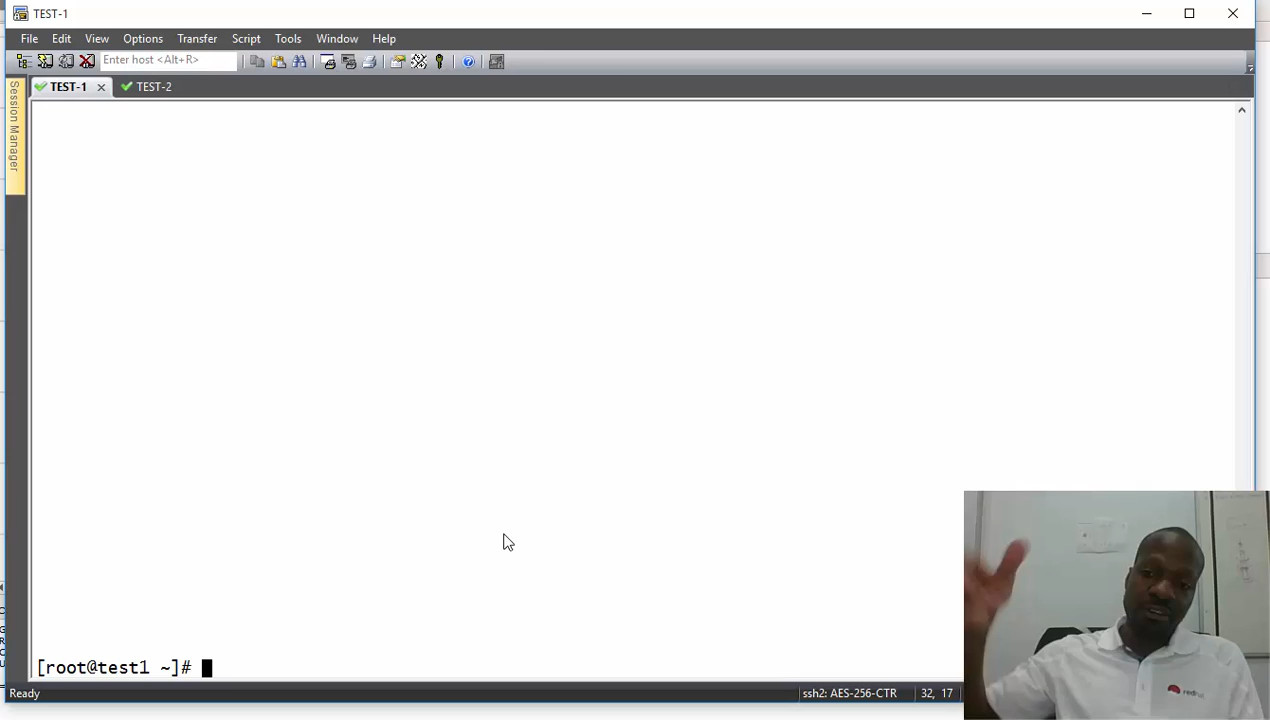 TEST-1
File Edit View Options Transfer Script Tools Window Help
Enter host <Alt+R>
TEST-1 TEST-2
Session Manager
[root@test1 ~]#
Ready ssh2: AES-256-CTR 32, 17